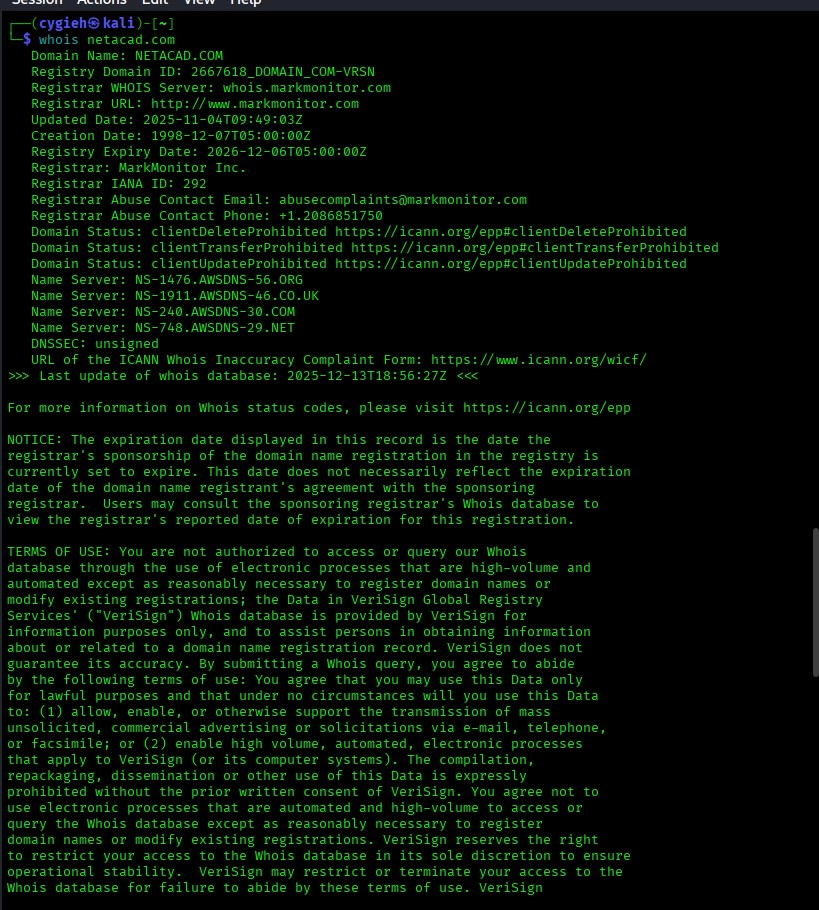 Session Actions Edit View Help
┌──(cygieh㉿kali)-[~]
└─$ whois netacad.com
   Domain Name: NETACAD.COM
   Registry Domain ID: 2667618_DOMAIN_COM-VRSN
   Registrar WHOIS Server: whois.markmonitor.com
   Registrar URL: http://www.markmonitor.com
   Updated Date: 2025-11-04T09:49:03Z
   Creation Date: 1998-12-07T05:00:00Z
   Registry Expiry Date: 2026-12-06T05:00:00Z
   Registrar: MarkMonitor Inc.
   Registrar IANA ID: 292
   Registrar Abuse Contact Email: abusecomplaints@markmonitor.com
   Registrar Abuse Contact Phone: +1.2086851750
   Domain Status: clientDeleteProhibited https://icann.org/epp#clientDeleteProhibited
   Domain Status: clientTransferProhibited https://icann.org/epp#clientTransferProhibited
   Domain Status: clientUpdateProhibited https://icann.org/epp#clientUpdateProhibited
   Name Server: NS-1476.AWSDNS-56.ORG
   Name Server: NS-1911.AWSDNS-46.CO.UK
   Name Server: NS-240.AWSDNS-30.COM
   Name Server: NS-748.AWSDNS-29.NET
   DNSSEC: unsigned
   URL of the ICANN Whois Inaccuracy Complaint Form: https://www.icann.org/wicf/
>>> Last update of whois database: 2025-12-13T18:56:27Z <<<

For more information on Whois status codes, please visit https://icann.org/epp

NOTICE: The expiration date displayed in this record is the date the
registrar's sponsorship of the domain name registration in the registry is
currently set to expire. This date does not necessarily reflect the expiration
date of the domain name registrant's agreement with the sponsoring
registrar.  Users may consult the sponsoring registrar's Whois database to
view the registrar's reported date of expiration for this registration.

TERMS OF USE: You are not authorized to access or query our Whois
database through the use of electronic processes that are high-volume and
automated except as reasonably necessary to register domain names or
modify existing registrations; the Data in VeriSign Global Registry
Services' ("VeriSign") Whois database is provided by VeriSign for
information purposes only, and to assist persons in obtaining information
about or related to a domain name registration record. VeriSign does not
guarantee its accuracy. By submitting a Whois query, you agree to abide
by the following terms of use: You agree that you may use this Data only
for lawful purposes and that under no circumstances will you use this Data
to: (1) allow, enable, or otherwise support the transmission of mass
unsolicited, commercial advertising or solicitations via e-mail, telephone,
or facsimile; or (2) enable high volume, automated, electronic processes
that apply to VeriSign (or its computer systems). The compilation,
repackaging, dissemination or other use of this Data is expressly
prohibited without the prior written consent of VeriSign. You agree not to
use electronic processes that are automated and high-volume to access or
query the Whois database except as reasonably necessary to register
domain names or modify existing registrations. VeriSign reserves the right
to restrict your access to the Whois database in its sole discretion to ensure
operational stability.  VeriSign may restrict or terminate your access to the
Whois database for failure to abide by these terms of use. VeriSign